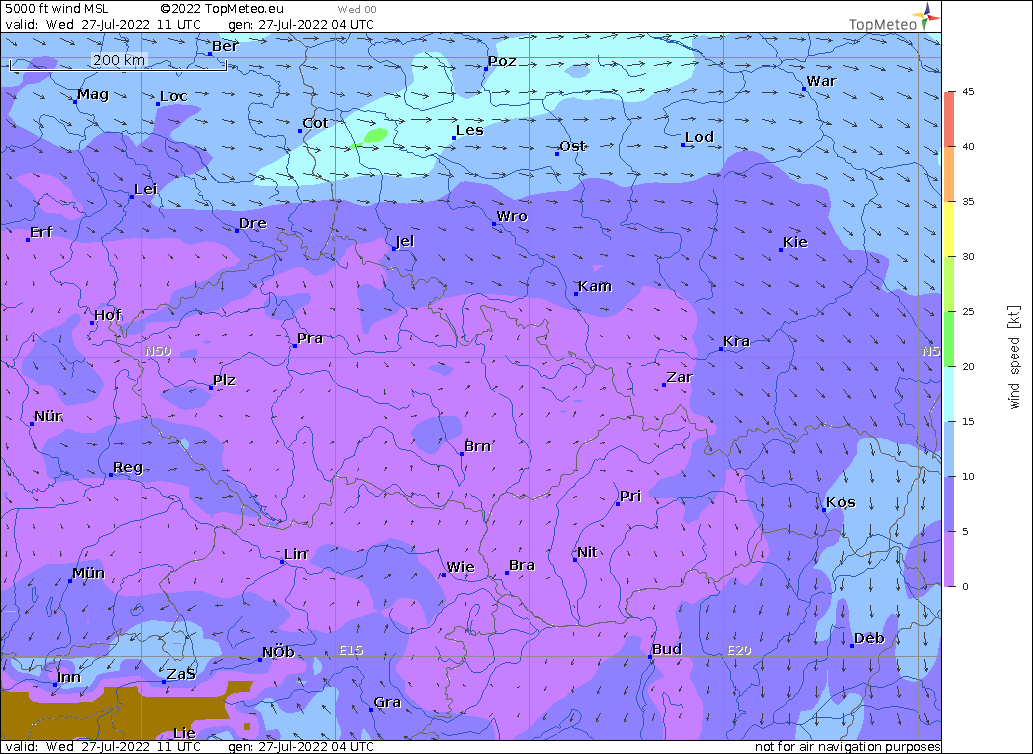 5000 ft wind MSL ©2022 TopMeteo.eu Wed 00
valid: Wed 27-Jul-2022 11 UTC gen: 27-Jul-2022 04 UTC
TopMeteo
Ber
200 km
Poz
War
Mag
Loc
Cot
Les
Lod
Ost
Lei
Wro
Dre
Erf
Jel
Kie
Kam
Hof
Pra
Kra
N50
N5
Zar
Plz
Nür
Brn
Reg
Pri
Kos
Lin
Nit
Wie
Bra
Mün
Deb
NÖb
E15
Bud
E20
Inn
ZaS
Gra
Lie
45
40
35
30
25
20
15
10
5
0
wind speed [kt]
valid: Wed 27-Jul-2022 11 UTC gen: 27-Jul-2022 04 UTC not for air navigation purposes